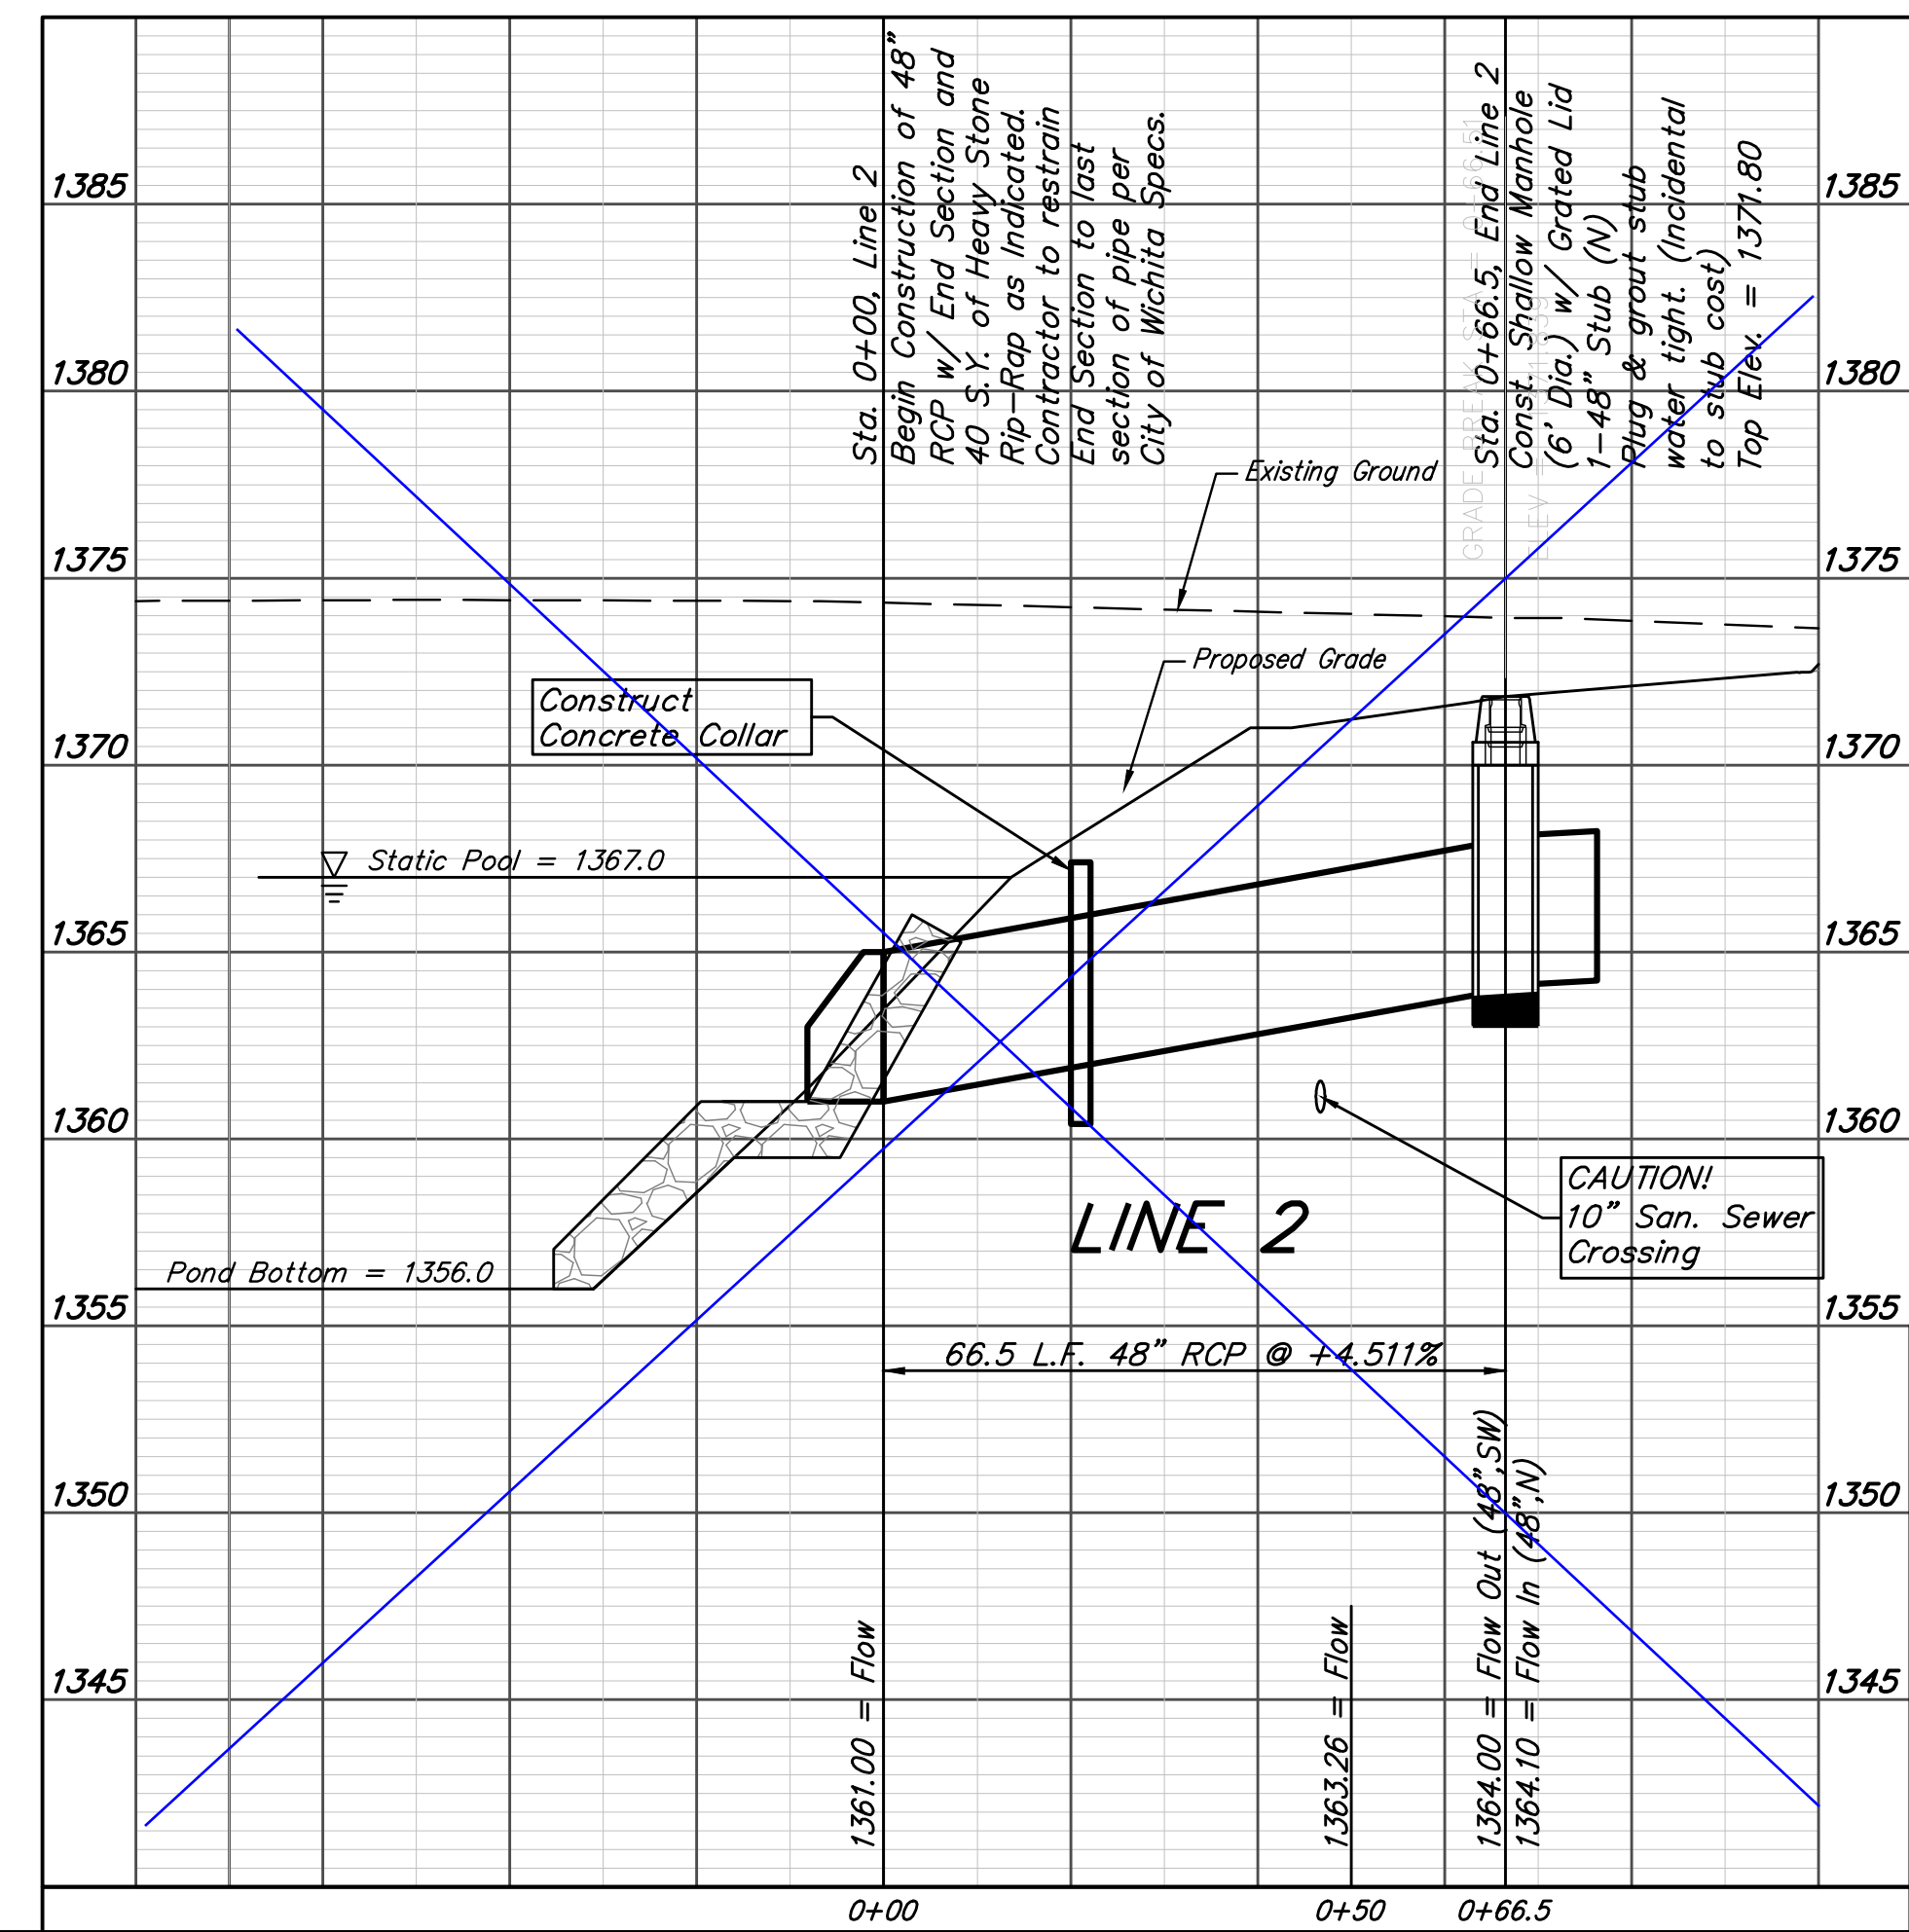 Sta. 0+00, Line 2
Begin Construction of 48"
RCP w/ End Section and
40 S.Y. of Heavy Stone
Rip-Rap as Indicated.
Contractor to restrain
End Section to last
section of pipe per
City of Wichita Specs.
GRADE BREAK STA = 0+66.51
Sta. 0+66.5, End Line 2
Const. Shallow Manhole
(6' Dia.) w/ Grated Lid
1-48" Stub (N)
Plug & grout stub
water tight. (Incidental
to stub cost)
Top Elev. = 1371.80
1385 1385
1380 1380
Existing Ground
1375 1375
Proposed Grade
Construct
Concrete Collar
1370 1370
Static Pool = 1367.0
1365 1365
1360 1360
CAUTION!
10" San. Sewer
Crossing
LINE 2
Pond Bottom = 1356.0
1355 1355
66.5 L.F. 48" RCP @ +4.511%
1350 1350
1345 1345
1361.00 = Flow
1363.26 = Flow
1364.00 = Flow Out (48",SW)
1364.10 = Flow In (48",N)
0+00 0+50 0+66.5